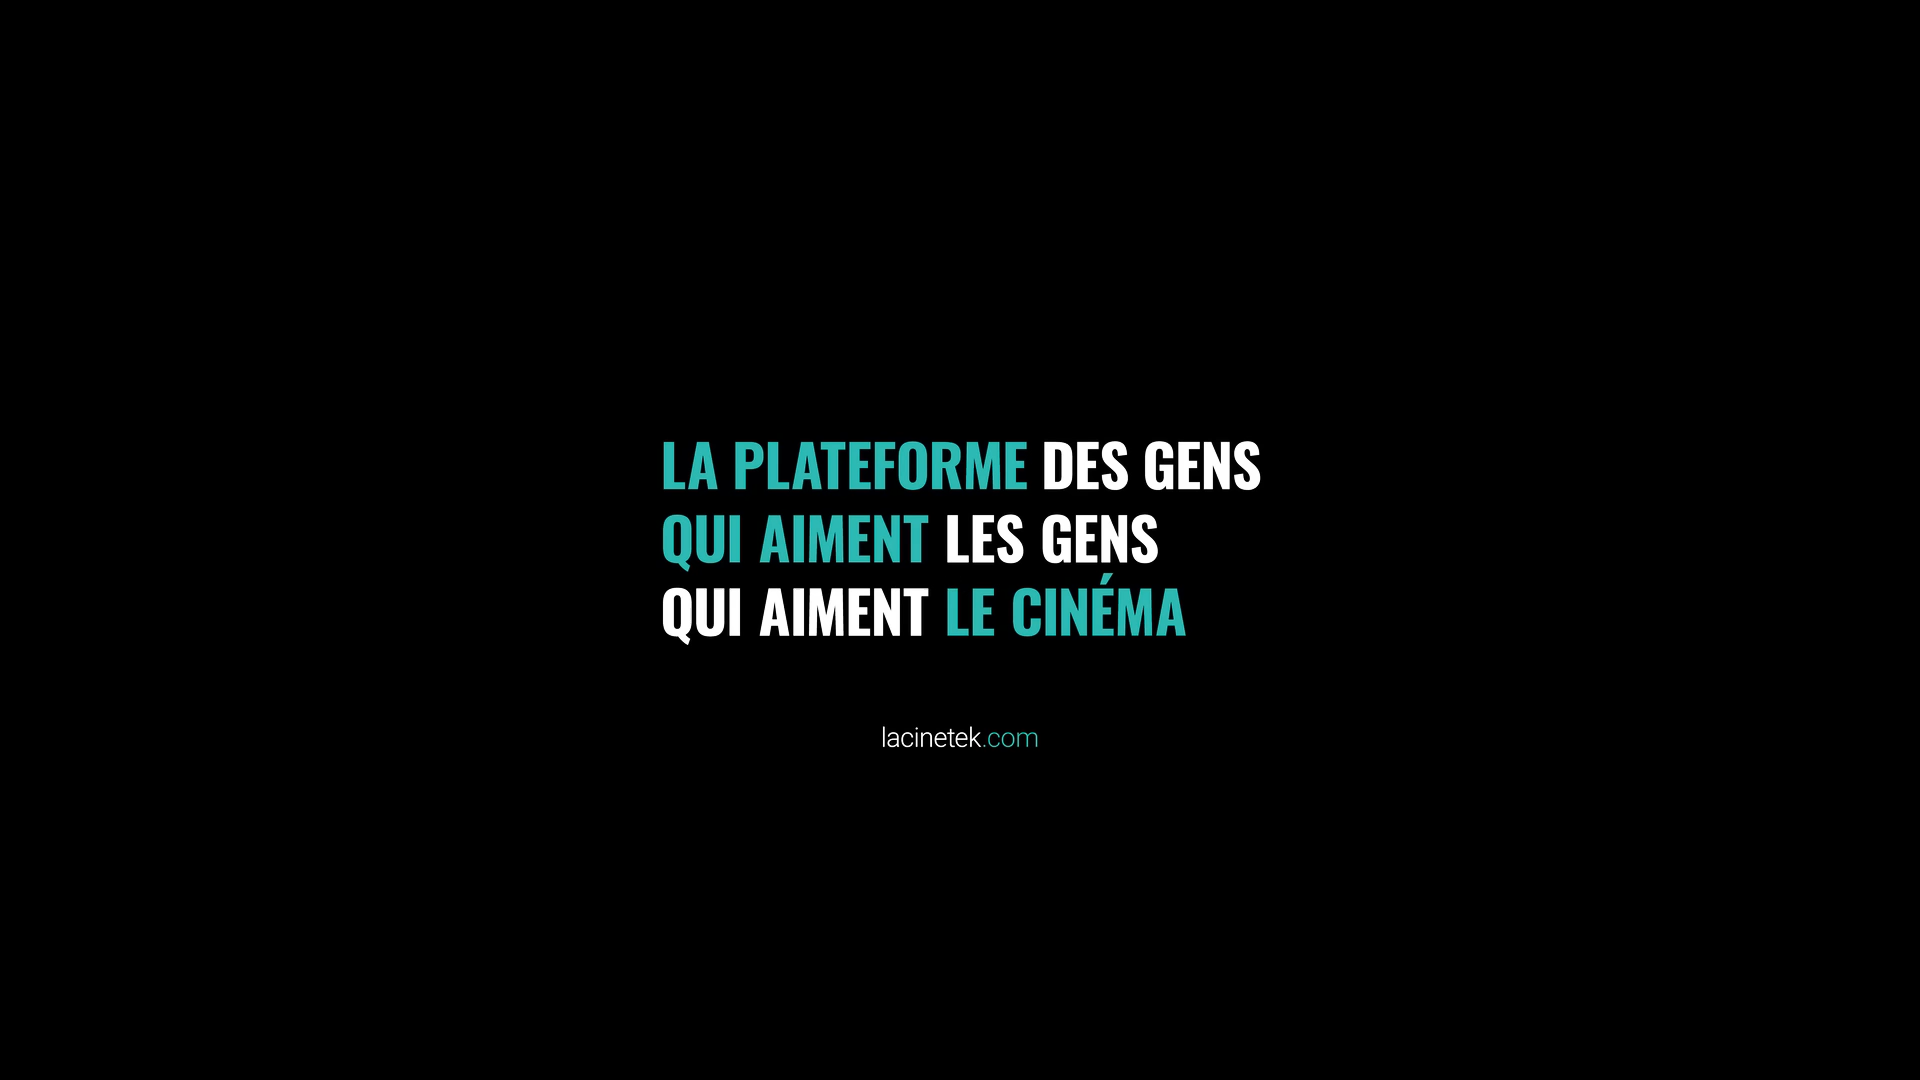 LA PLATEFORME DES GENS
QUI AIMENT LES GENS
QUI AIMENT LE CINÉMA
lacinetek.com